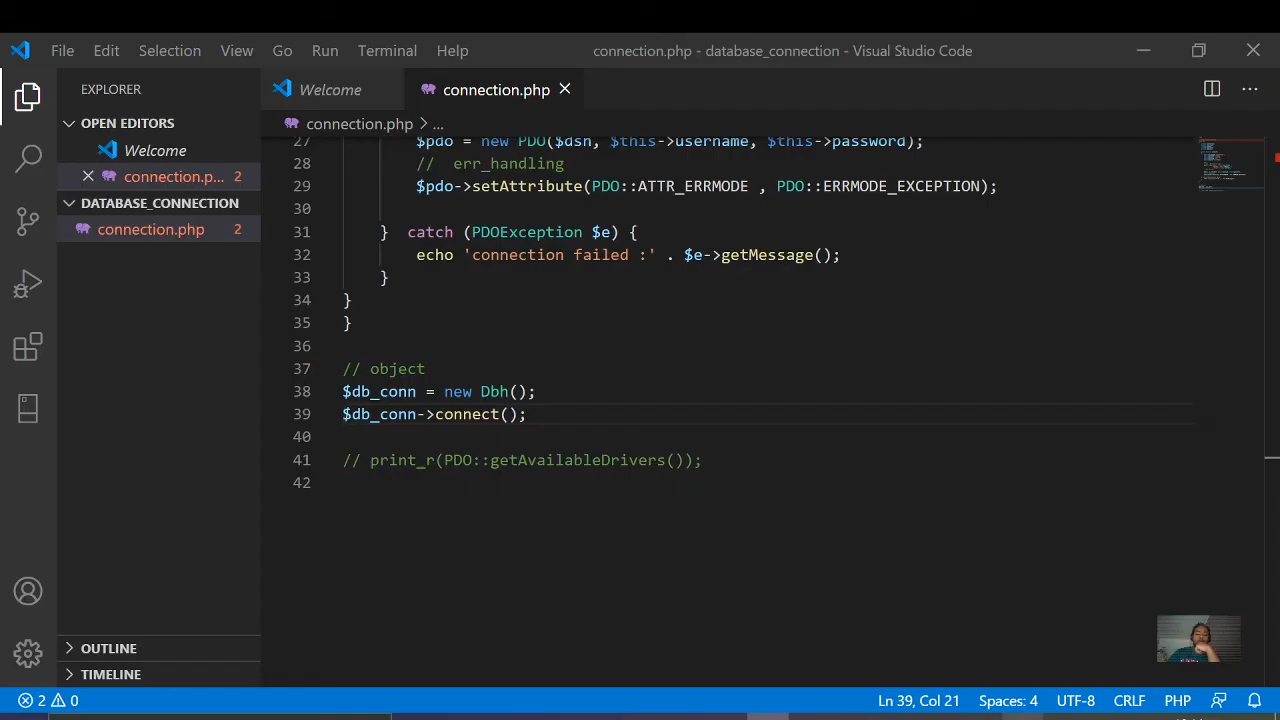 File Edit Selection View Go Run Terminal Help
connection.php - database_connection - Visual Studio Code
EXPLORER
Welcome
connection.php
OPEN EDITORS
Welcome
connection.p... 2
DATABASE_CONNECTION
connection.php 2
OUTLINE
TIMELINE
connection.php > ...
27 $pdo = new PDO($dsn, $this->username, $this->password);
28 // err_handling
29 $pdo->setAttribute(PDO::ATTR_ERRMODE , PDO::ERRMODE_EXCEPTION);
30
31 } catch (PDOException $e) {
32 echo 'connection failed :' . $e->getMessage();
33 }
34 }
35 }
36
37 // object
38 $db_conn = new Dbh();
39 $db_conn->connect();
40
41 // print_r(PDO::getAvailableDrivers());
42
2 0
Ln 39, Col 21 Spaces: 4 UTF-8 CRLF PHP